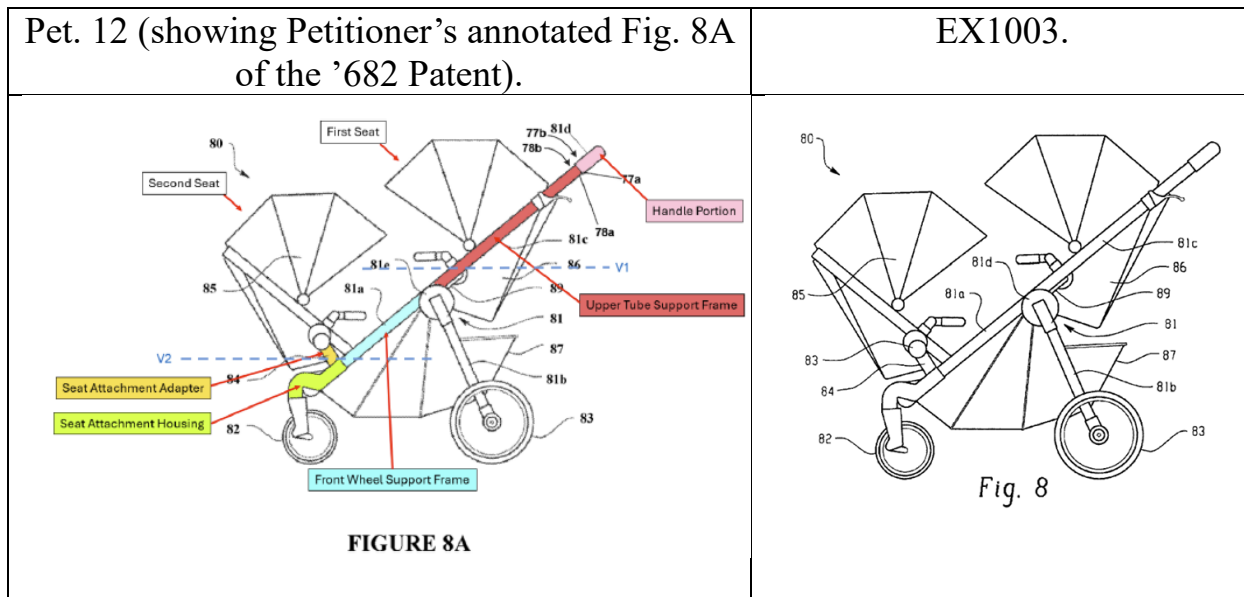 Pet. 12 (showing Petitioner’s annotated Fig. 8A
of the ’682 Patent).
EX1003.
First Seat
80
77b
81d
78b
77a
Second Seat
Handle Portion
78a
81c
81e
86
V1
85
81a
89
Upper Tube Support Frame
81
V2
87
84
81b
Seat Attachment Adapter
Seat Attachment Housing
82
83
Front Wheel Support Frame
FIGURE 8A
80
81c
81d
85
86
81a
89
81
83
87
84
81b
82
83
Fig. 8